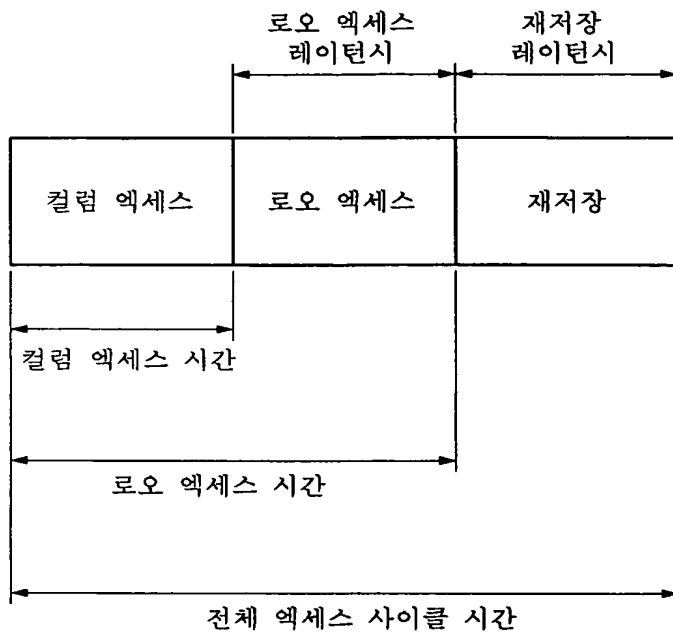 로오 엑세스
레이턴시
재저장
레이턴시
컬럼 엑세스
로오 엑세스
재저장
컬럼 엑세스 시간
로오 엑세스 시간
전체 엑세스 사이클 시간